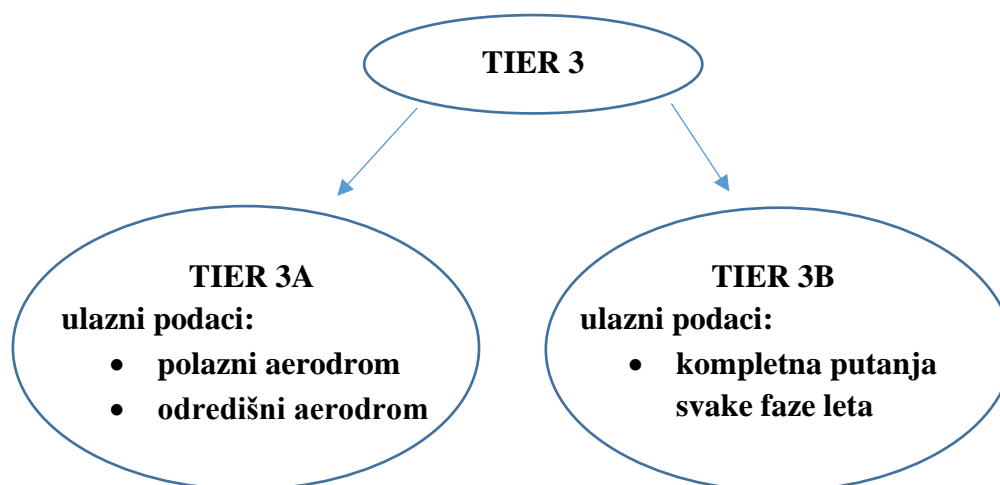 TIER 3
TIER 3A
ulazni podaci:
• polazni aerodrom
• odredišni aerodrom
TIER 3B
ulazni podaci:
• kompletna putanja
svake faze leta